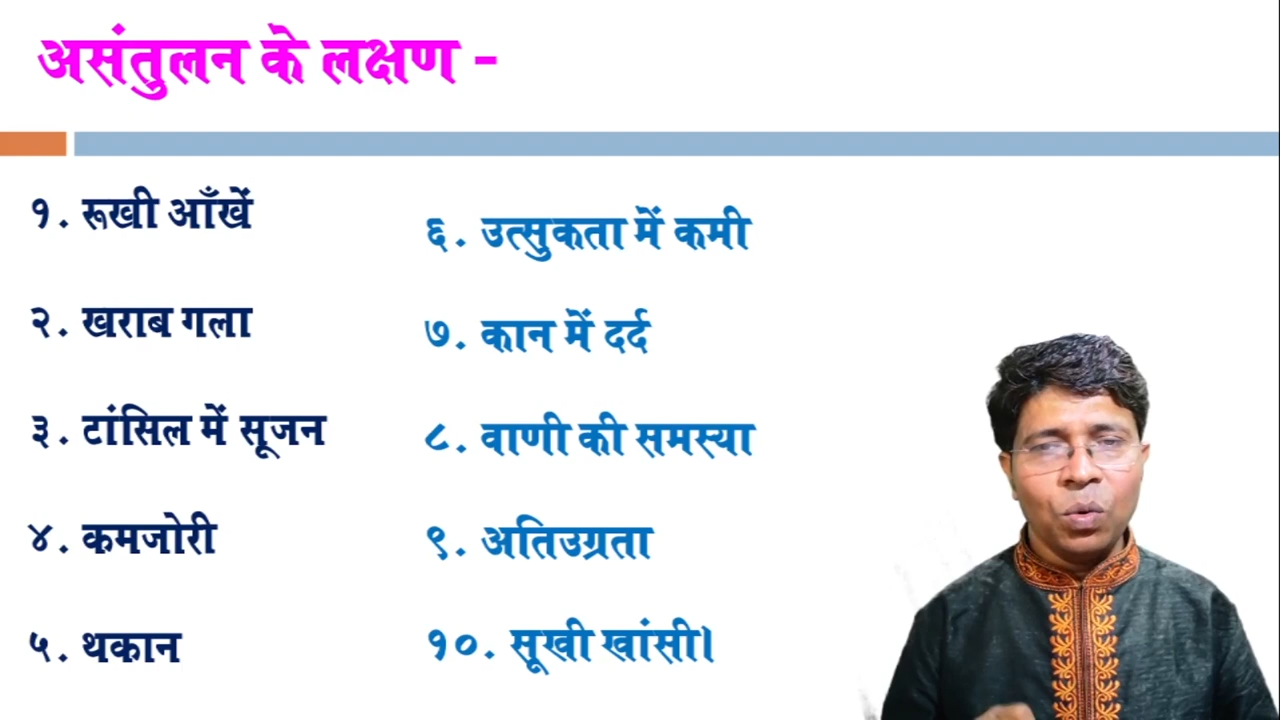 असंतुलन के लक्षण -
१. रूखी आँखें
२. खराब गला
३. टांसिल में सूजन
४. कमजोरी
५. थकान
६. उत्सुकता में कमी
७. कान में दर्द
८. वाणी की समस्या
९. अतिउग्रता
१०. सूखी खांसी।